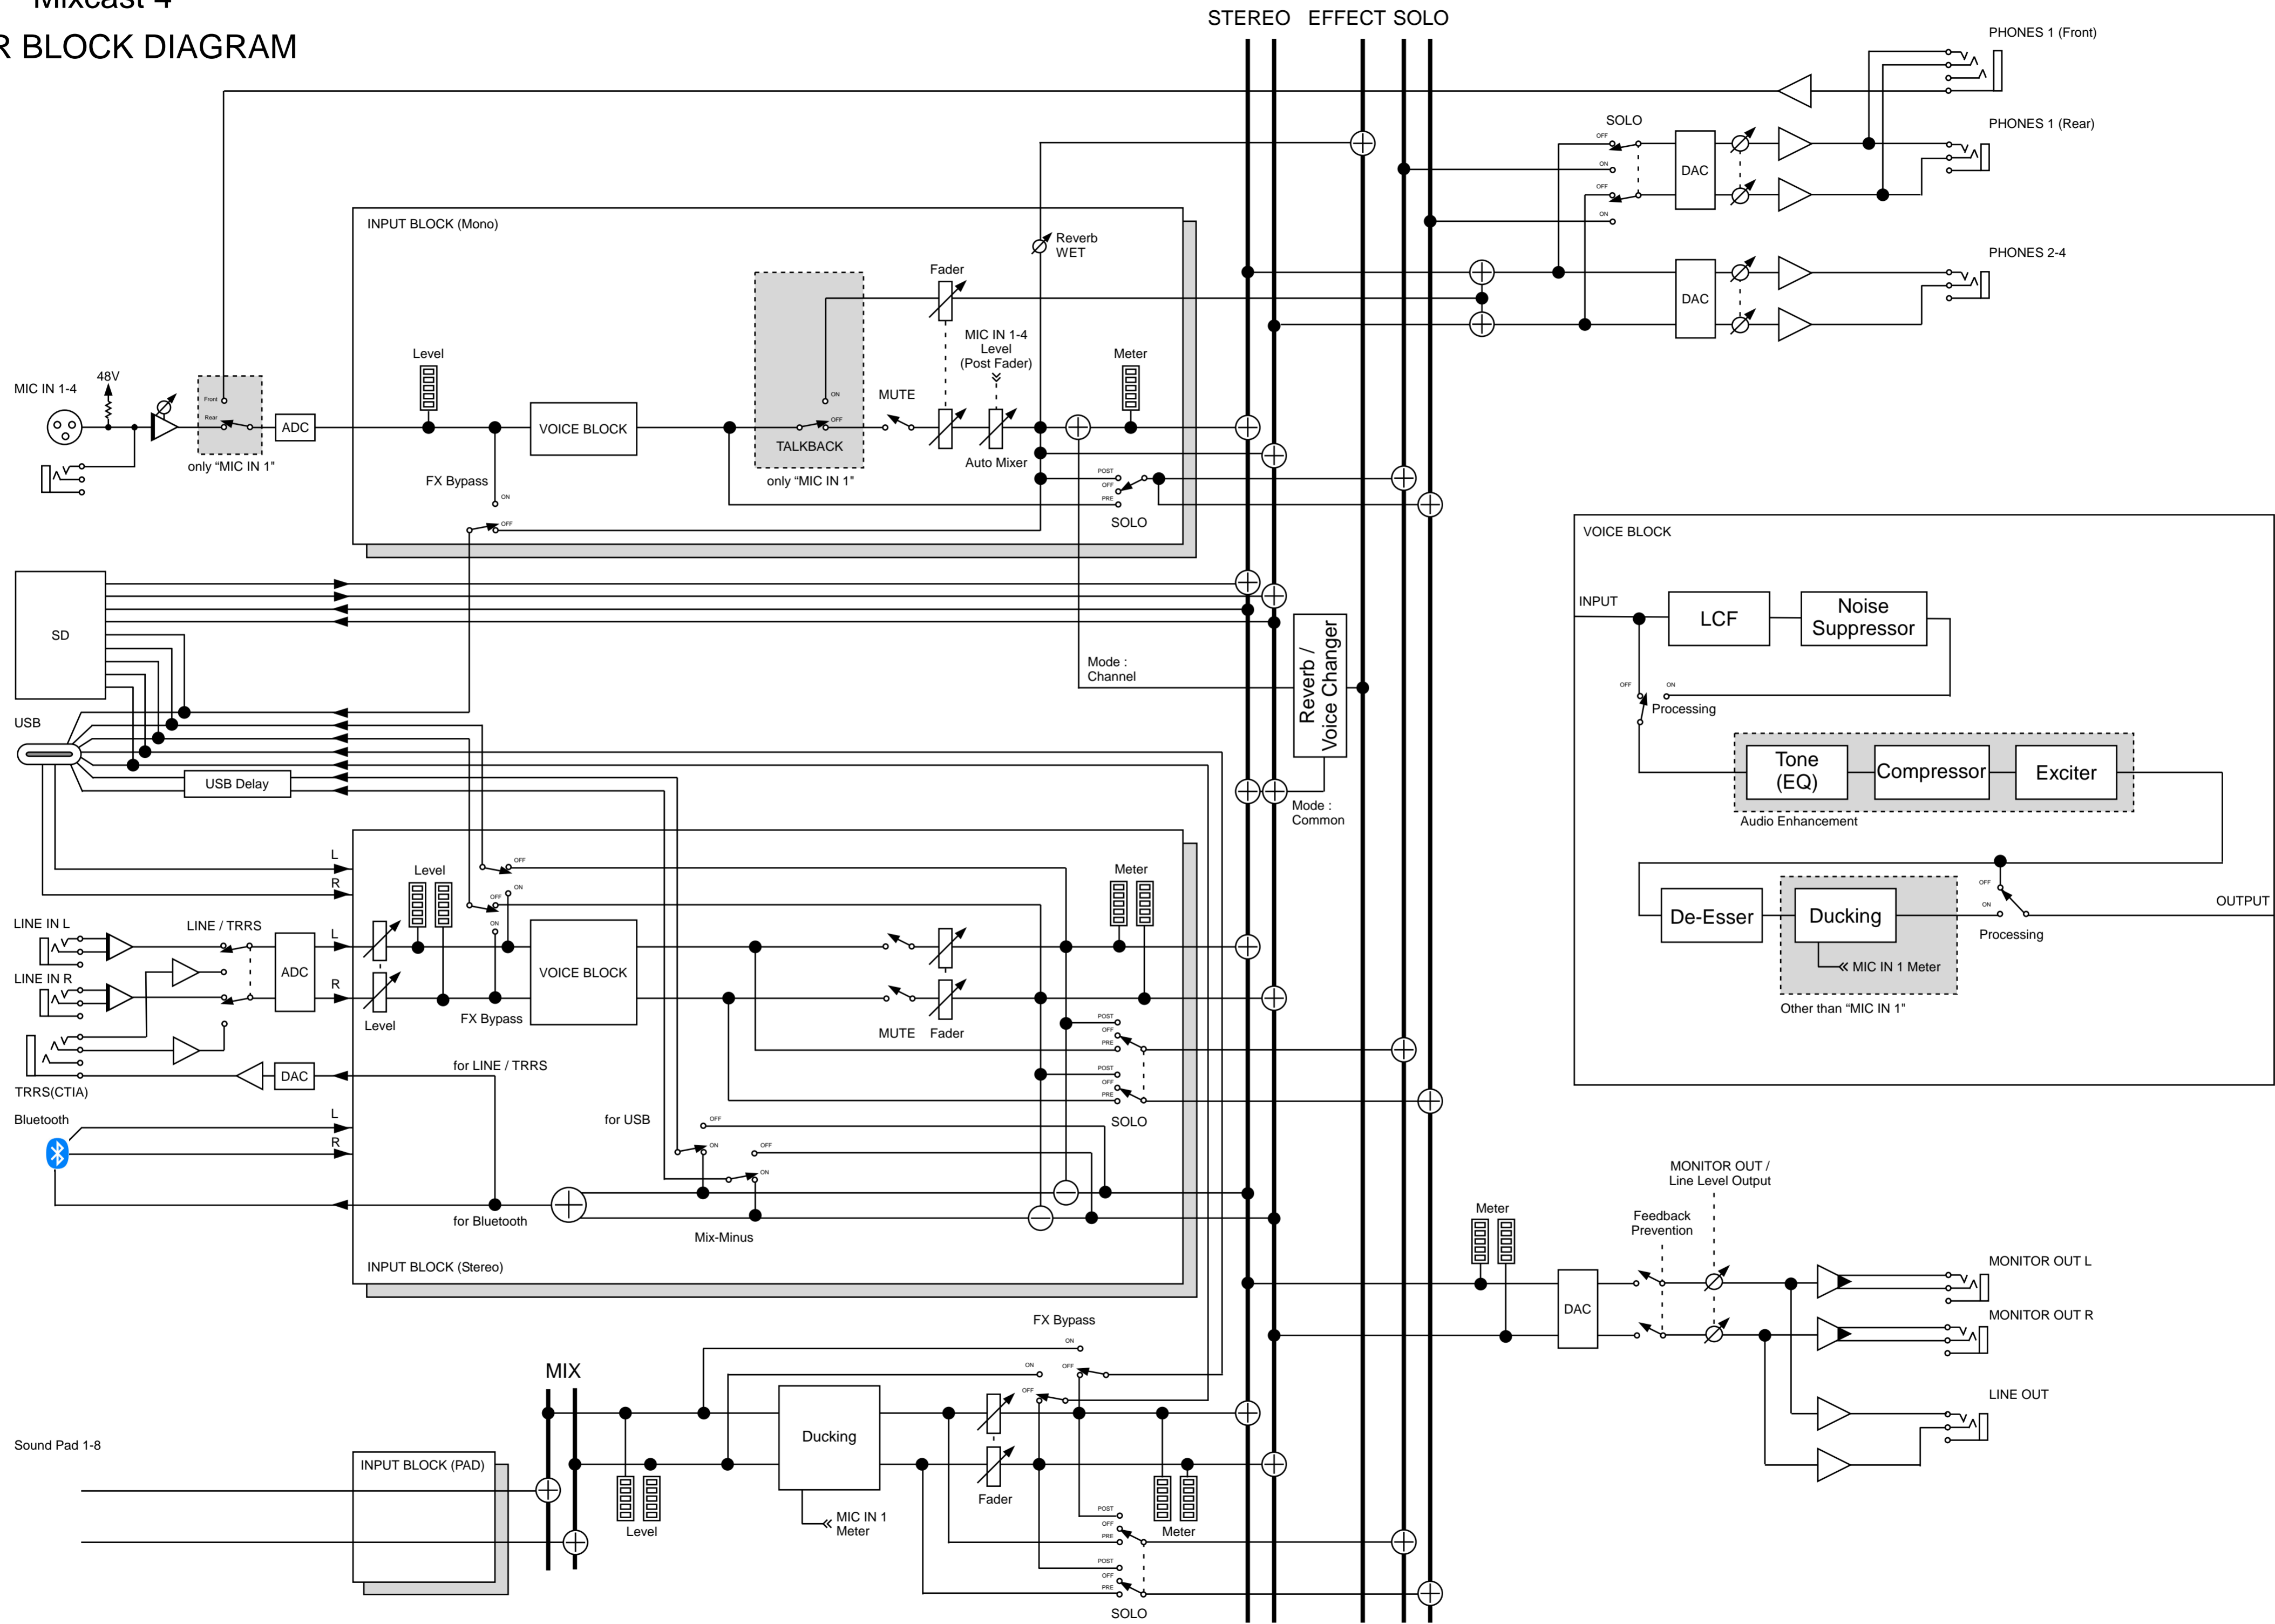 Mixcast 4
R BLOCK DIAGRAM
STEREO
EFFECT
SOLO
PHONES 1 (Front)
PHONES 1 (Rear)
SOLO
OFF
ON
OFF
ON
DAC
PHONES 2-4
DAC
INPUT BLOCK (Mono)
Reverb
WET
Fader
MIC IN 1-4
Level
(Post Fader)
Level
Meter
MIC IN 1-4
48V
Front
Rear
ADC
only “MIC IN 1”
VOICE BLOCK
ON
OFF
TALKBACK
only “MIC IN 1”
MUTE
Auto Mixer
FX Bypass
ON
OFF
POST
OFF
PRE
SOLO
VOICE BLOCK
INPUT
LCF
Noise
Suppressor
OFF
ON
Processing
Tone
(EQ)
Compressor
Exciter
Audio Enhancement
De-Esser
Ducking
MIC IN 1 Meter
Other than “MIC IN 1”
OFF
ON
Processing
OUTPUT
SD
Mode :
Channel
Reverb /
Voice Changer
Mode :
Common
USB
USB Delay
L
R
Level
OFF
ON
OFF
ON
Meter
LINE IN L
LINE / TRRS
LINE IN R
ADC
L
R
Level
FX Bypass
VOICE BLOCK
MUTE
Fader
POST
OFF
PRE
POST
OFF
PRE
SOLO
TRRS(CTIA)
DAC
for LINE / TRRS
Bluetooth
L
R
for USB
OFF
ON
OFF
ON
for Bluetooth
Mix-Minus
INPUT BLOCK (Stereo)
MONITOR OUT /
Line Level Output
Meter
Feedback
Prevention
DAC
MONITOR OUT L
MONITOR OUT R
LINE OUT
FX Bypass
ON
ON
OFF
OFF
MIX
Sound Pad 1-8
INPUT BLOCK (PAD)
Level
Ducking
MIC IN 1
Meter
Fader
Meter
POST
OFF
PRE
POST
OFF
PRE
SOLO